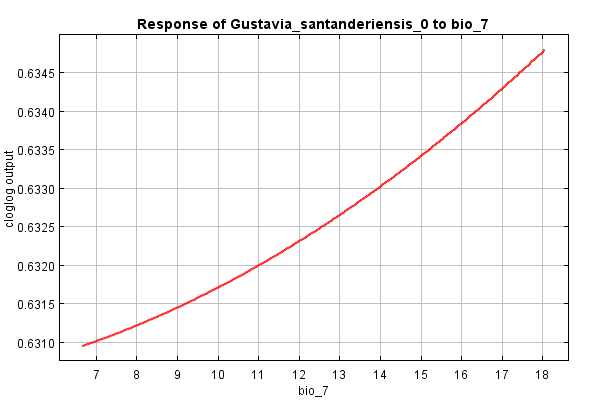 Response of Gustavia_santanderiensis_0 to bio_7
cloglog output
0.6345
0.6340
0.6335
0.6330
0.6325
0.6320
0.6315
0.6310
7 8 9 10 11 12 13 14 15 16 17 18
bio_7